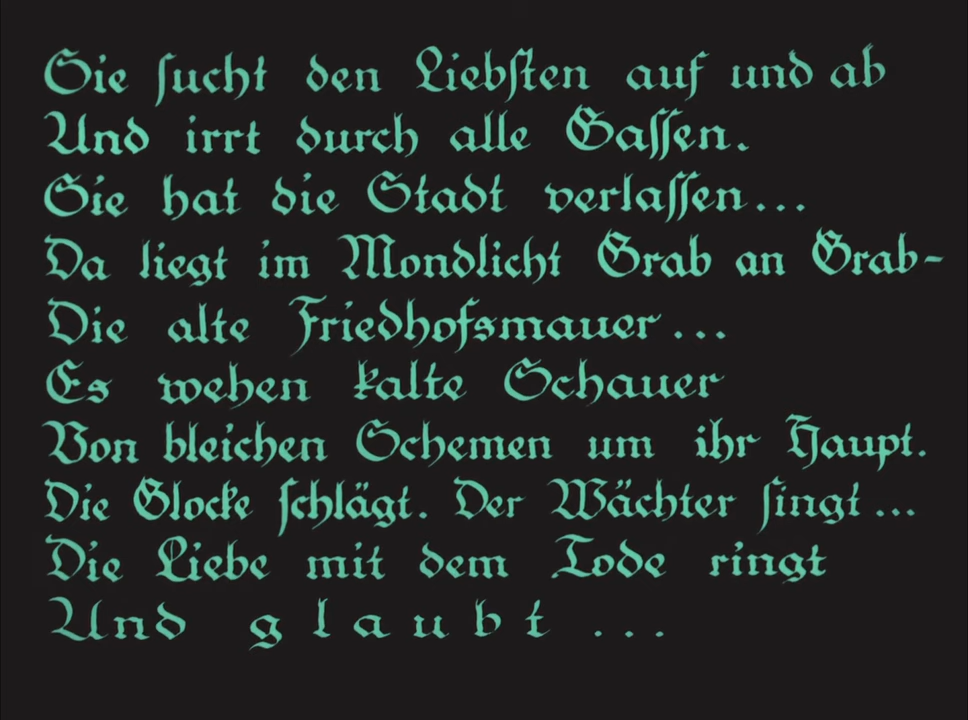 Sie sucht den Liebsten auf und ab
Und irrt durch alle Gassen.
Sie hat die Stadt verlassen...
Da liegt im Mondlicht Grab an Grab-
Die alte Friedhofsmauer...
Es wehen kalte Schauer
Von bleichen Schemen um ihr Haupt.
Die Glocke schlägt. Der Wächter singt...
Die Liebe mit dem Tode ringt
Und glaubt...